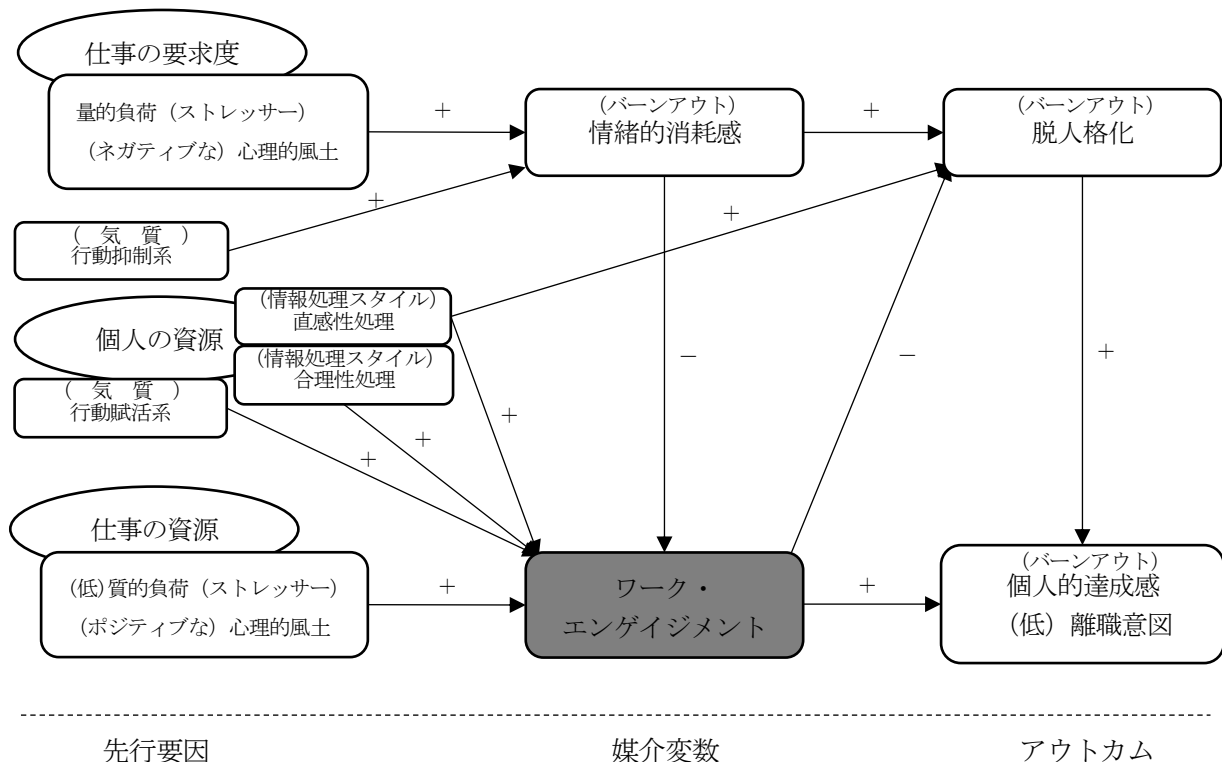 仕事の要求度
量的負荷（ストレッサー）
（ネガティブな）心理的風土
＋
（バーンアウト）
情緒的消耗感
＋
（バーンアウト）
脱人格化
＋
＋
（気質）
行動抑制系
（情報処理スタイル）
直感性処理
個人の資源
（情報処理スタイル）
合理性処理
－
－
＋
（気質）
行動賦活系
＋
＋
＋
仕事の資源
（低）質的負荷（ストレッサー）
（ポジティブな）心理的風土
＋
ワーク・
エンゲイジメント
＋
（バーンアウト）
個人的達成感
（低）離職意図
先行要因
媒介変数
アウトカム